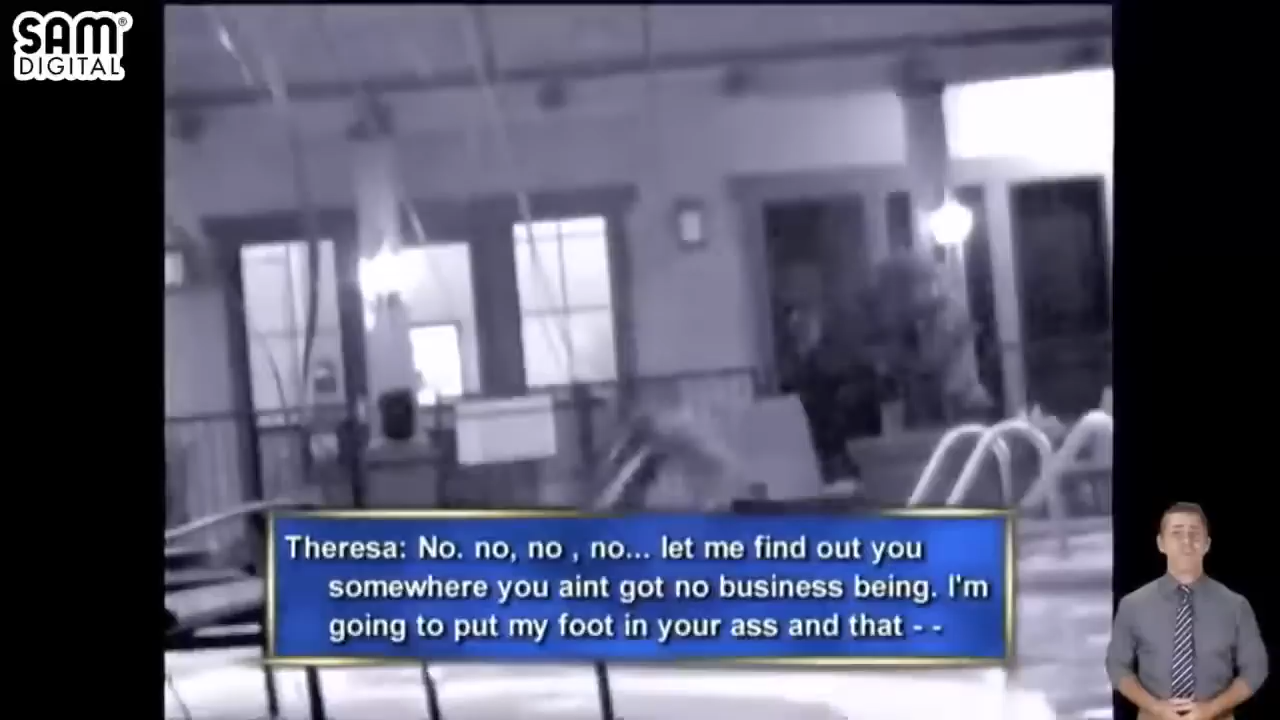 SAM®
DIGITAL
Theresa: No. no, no , no... let me find out you
somewhere you aint got no business being. I'm
going to put my foot in your ass and that - -